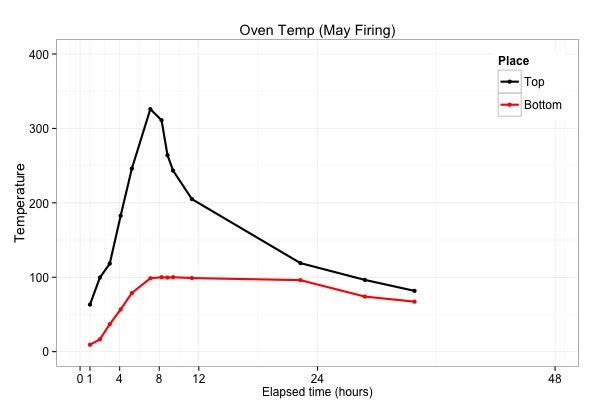 Oven Temp (May Firing)
Place
Top
Bottom
Temperature
400
300
200
100
0
0 1 4 8 12 24 48
Elapsed time (hours)